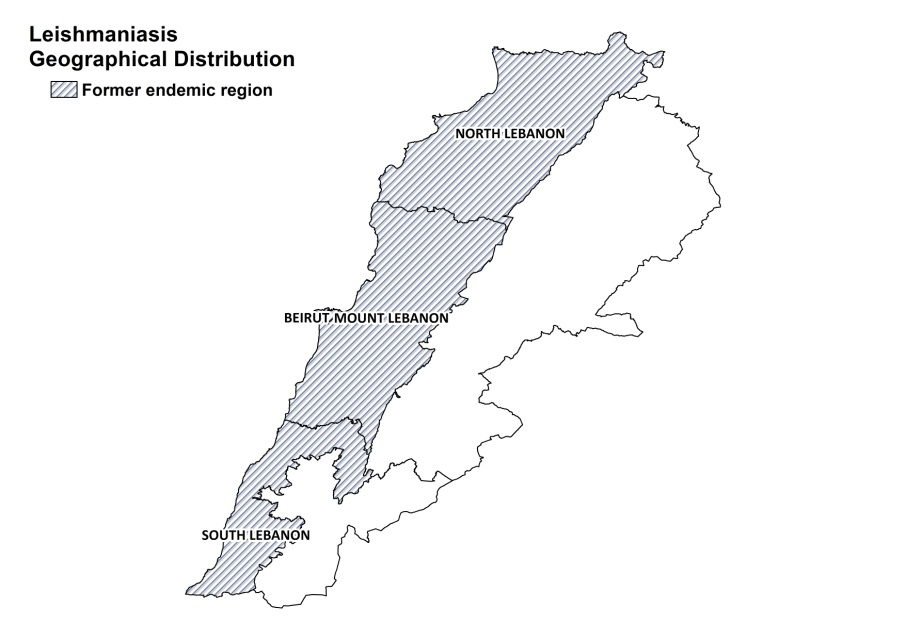 Leishmaniasis
Geographical Distribution
Former endemic region
NORTH LEBANON
BEIRUT-MOUNT LEBANON
SOUTH LEBANON